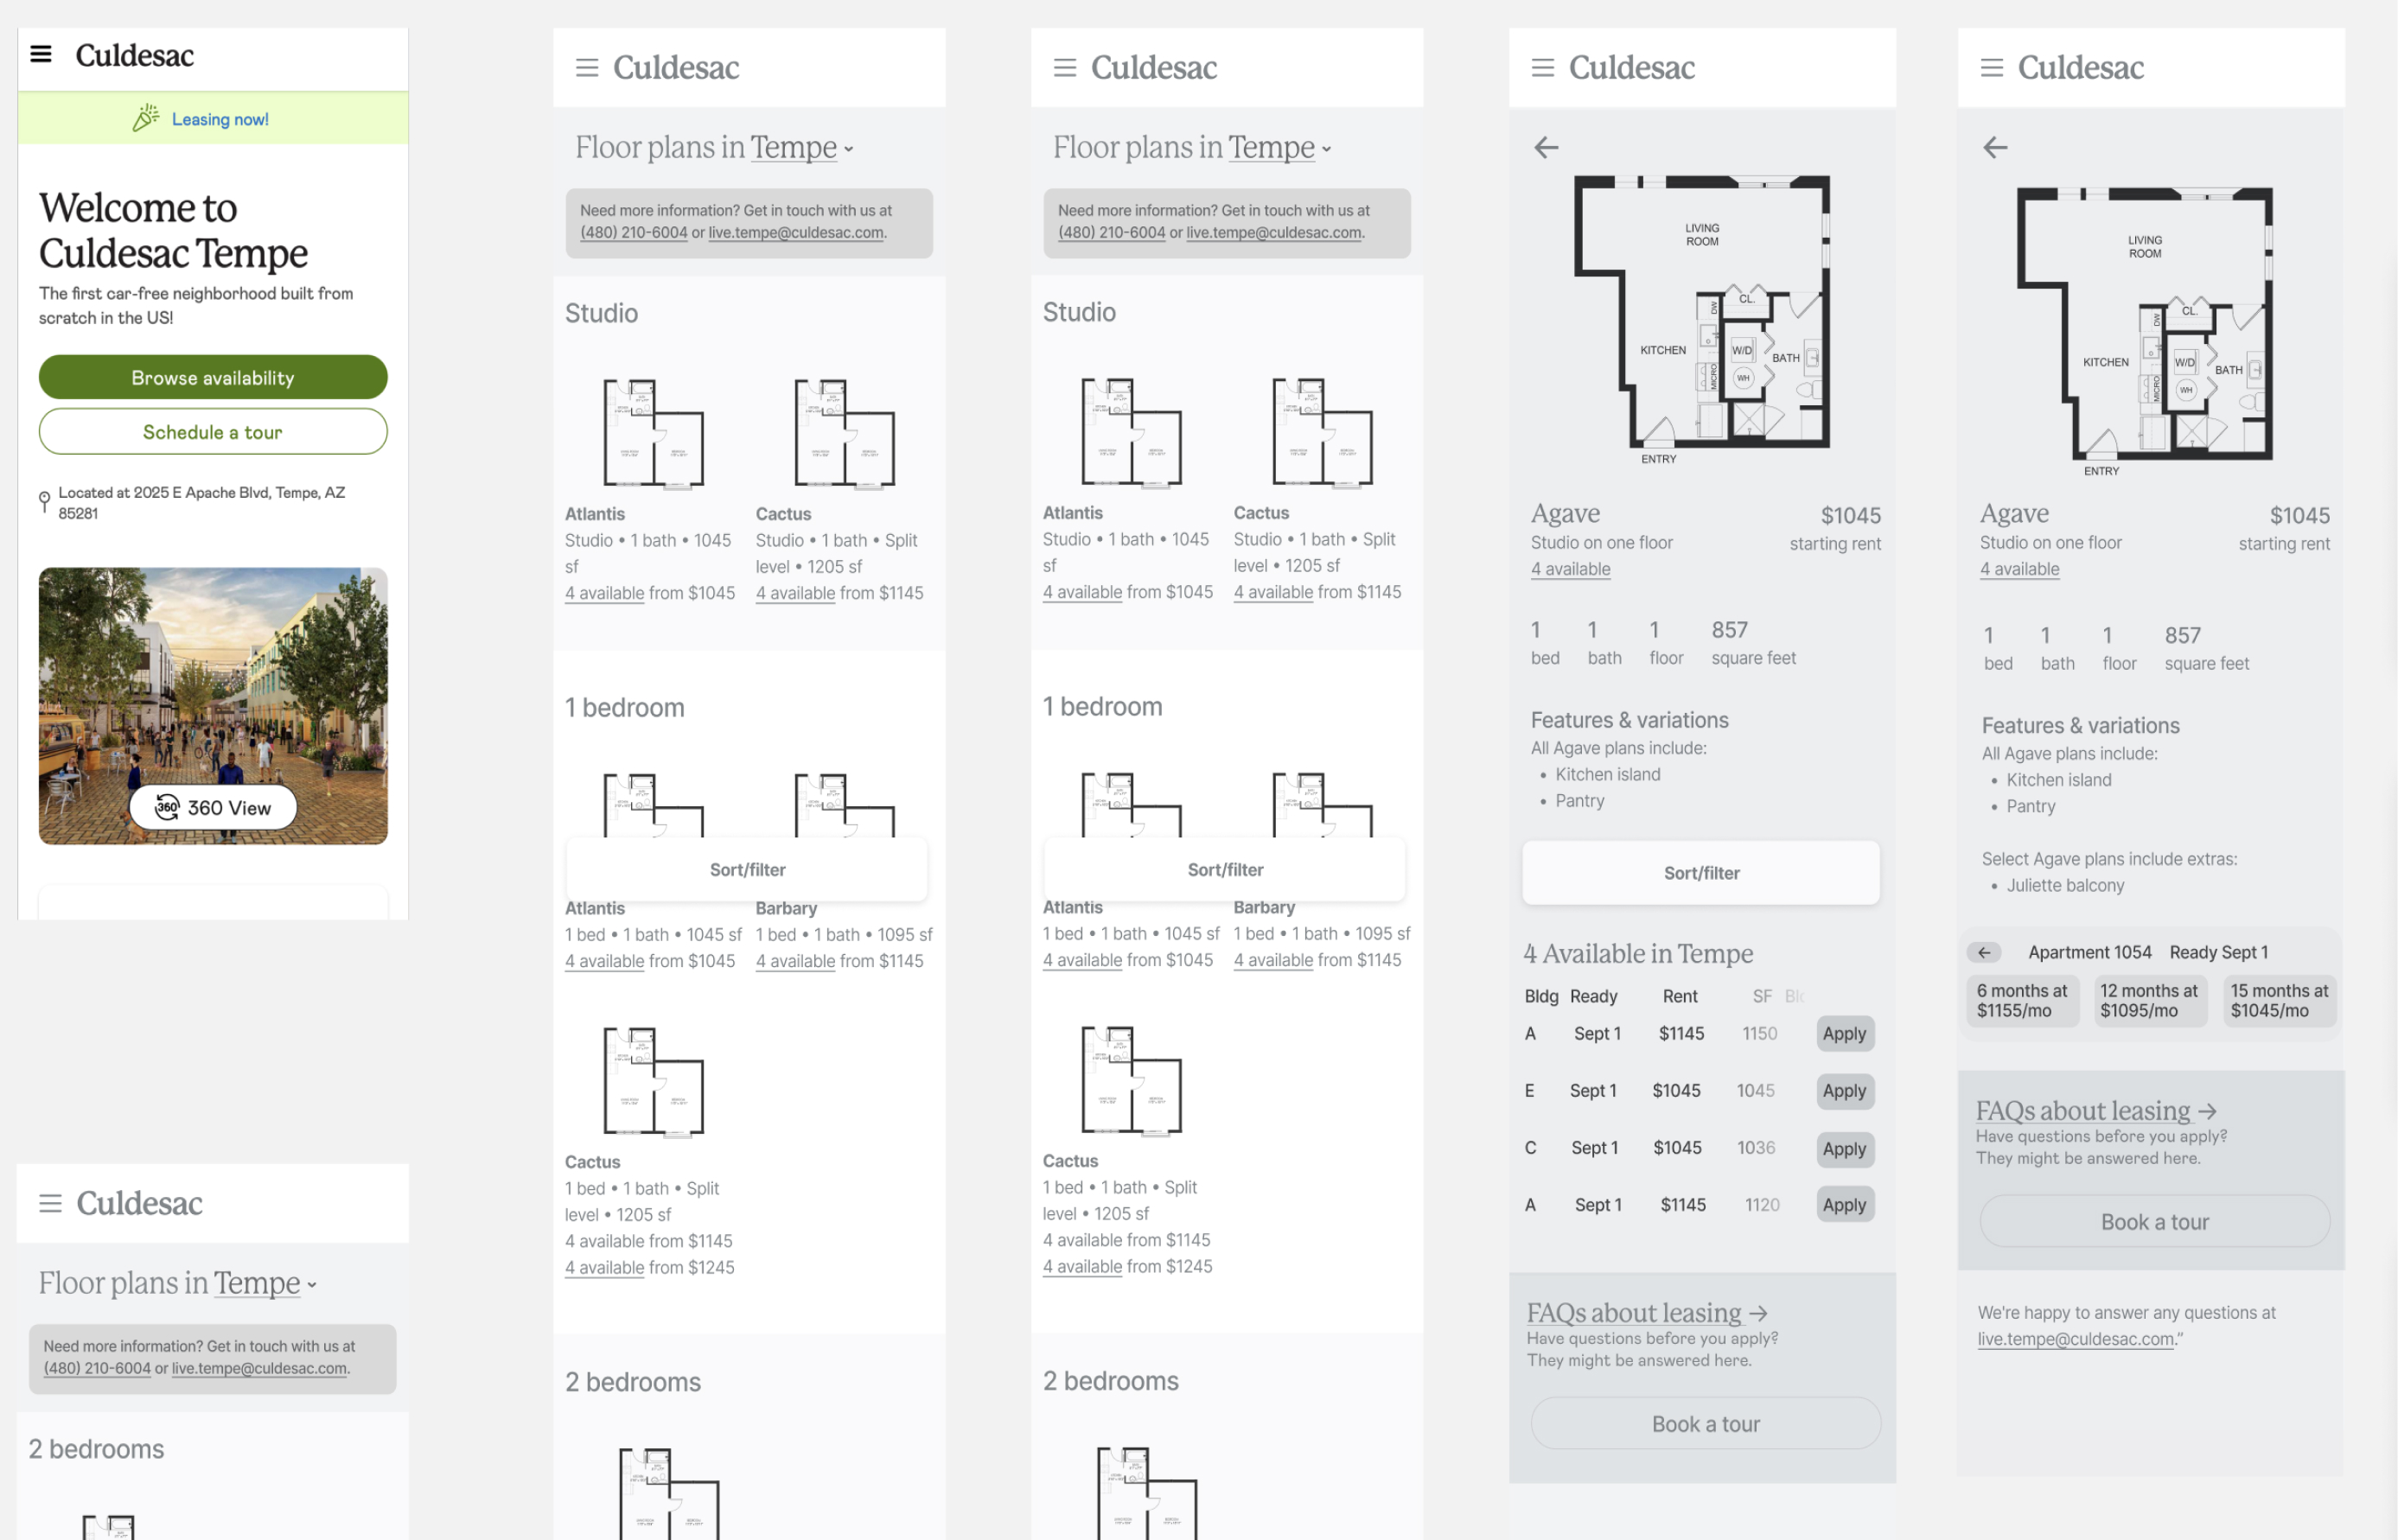 Culdesac
Leasing now!
Welcome to
Culdesac Tempe
The first car-free neighborhood built from
scratch in the US!
Browse availability
Schedule a tour
Located at 2025 E Apache Blvd, Tempe, AZ
85281
360
360 View
Culdesac
Floor plans in Tempe
Need more information? Get in touch with us at
(480) 210-6004 or live.tempe@culdesac.com.
2 bedrooms
Culdesac
Floor plans in Tempe
Need more information? Get in touch with us at
(480) 210-6004 or live.tempe@culdesac.com.
Studio
Atlantis
Studio • 1 bath • 1045
sf
4 available from $1045
Cactus
Studio • 1 bath • Split
level • 1205 sf
4 available from $1145
1 bedroom
Sort/filter
Atlantis
1 bed • 1 bath • 1045 sf
4 available from $1045
Barbary
1 bed • 1 bath • 1095 sf
4 available from $1145
Cactus
1 bed • 1 bath • Split
level • 1205 sf
4 available from $1145
4 available from $1245
2 bedrooms
Culdesac
Floor plans in Tempe
Need more information? Get in touch with us at
(480) 210-6004 or live.tempe@culdesac.com.
Studio
Atlantis
Studio • 1 bath • 1045
sf
4 available from $1045
Cactus
Studio • 1 bath • Split
level • 1205 sf
4 available from $1145
1 bedroom
Sort/filter
Atlantis
1 bed • 1 bath • 1045 sf
4 available from $1045
Barbary
1 bed • 1 bath • 1095 sf
4 available from $1145
Cactus
1 bed • 1 bath • Split
level • 1205 sf
4 available from $1145
4 available from $1245
2 bedrooms
Culdesac
LIVING
ROOM
CL.
DW
KITCHEN
W/D
BATH
WH
MICRO
ENTRY
Agave
$1045
Studio on one floor
starting rent
4 available
1 1 1 857
bed bath floor square feet
Features & variations
All Agave plans include:
• Kitchen island
• Pantry
Sort/filter
4 Available in Tempe
Bldg Ready Rent SF
A Sept 1 $1145 1150 Apply
E Sept 1 $1045 1045 Apply
C Sept 1 $1045 1036 Apply
A Sept 1 $1145 1120 Apply
FAQs about leasing →
Have questions before you apply?
They might be answered here.
Book a tour
Culdesac
LIVING
ROOM
CL.
DW
KITCHEN
W/D
BATH
WH
MICRO
ENTRY
Agave
$1045
Studio on one floor
starting rent
4 available
1 1 1 857
bed bath floor square feet
Features & variations
All Agave plans include:
• Kitchen island
• Pantry
Select Agave plans include extras:
• Juliette balcony
Apartment 1054 Ready Sept 1
6 months at
$1155/mo
12 months at
$1095/mo
15 months at
$1045/mo
FAQs about leasing →
Have questions before you apply?
They might be answered here.
Book a tour
We're happy to answer any questions at
live.tempe@culdesac.com.”